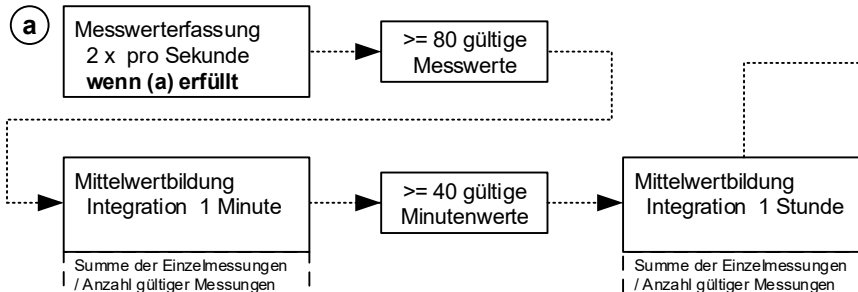 a
Messwerterfassung
2 x pro Sekunde
wenn (a) erfüllt
>= 80 gültige
Messwerte
Mittelwertbildung
Integration 1 Minute
>= 40 gültige
Minutenwerte
Mittelwertbildung
Integration 1 Stunde
Summe der Einzelmessungen
/ Anzahl gültiger Messungen
Summe der Einzelmessungen
/ Anzahl gültiger Messungen